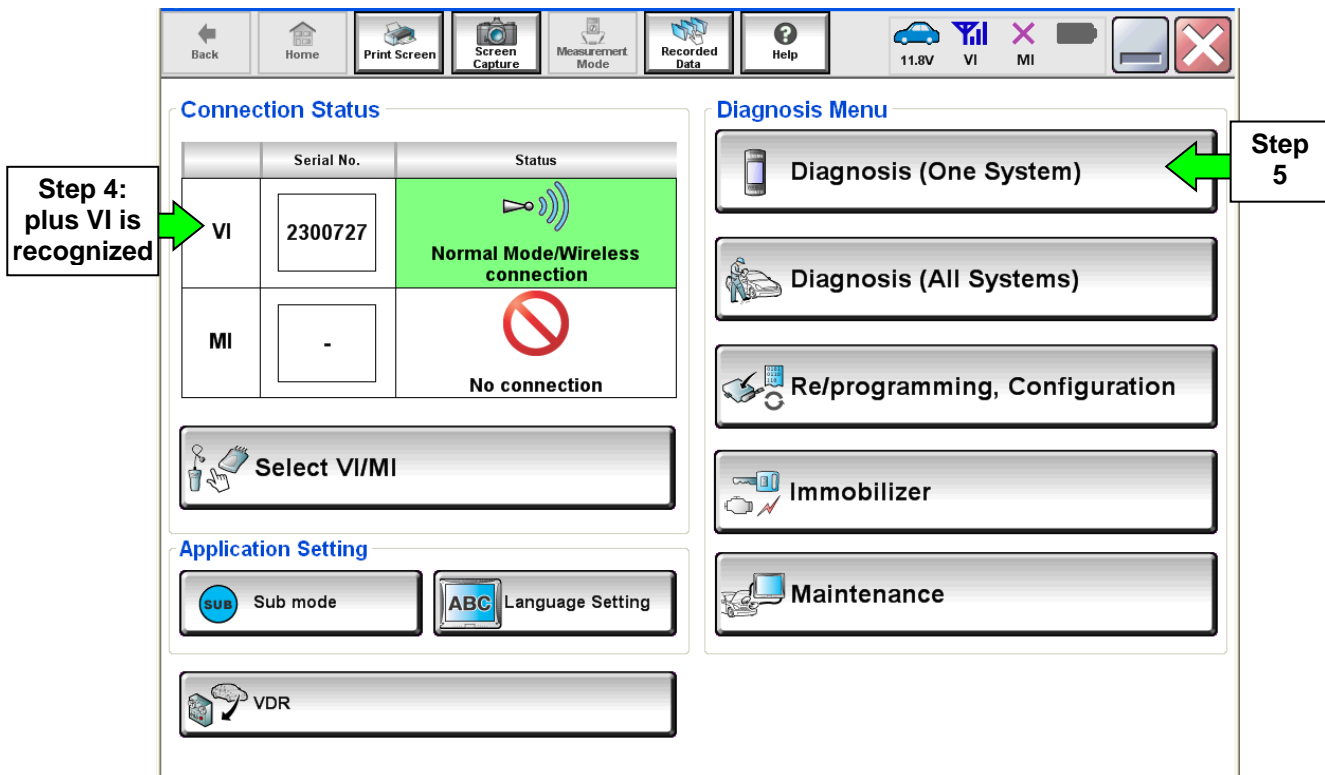 Back
Home
Print Screen
Screen
Capture
Measurement
Mode
Recorded
Data
?
Help
11.8V
VI
MI
Connection Status
Serial No.
Status
VI
2300727
Normal Mode/Wireless
connection
MI
-
No connection
Select VI/MI
Application Setting
SUB
Sub mode
ABC
Language Setting
VDR
Diagnosis Menu
Diagnosis (One System)
Diagnosis (All Systems)
Re/programming, Configuration
Immobilizer
Maintenance
Step 4:
plus VI is
recognized
Step
5